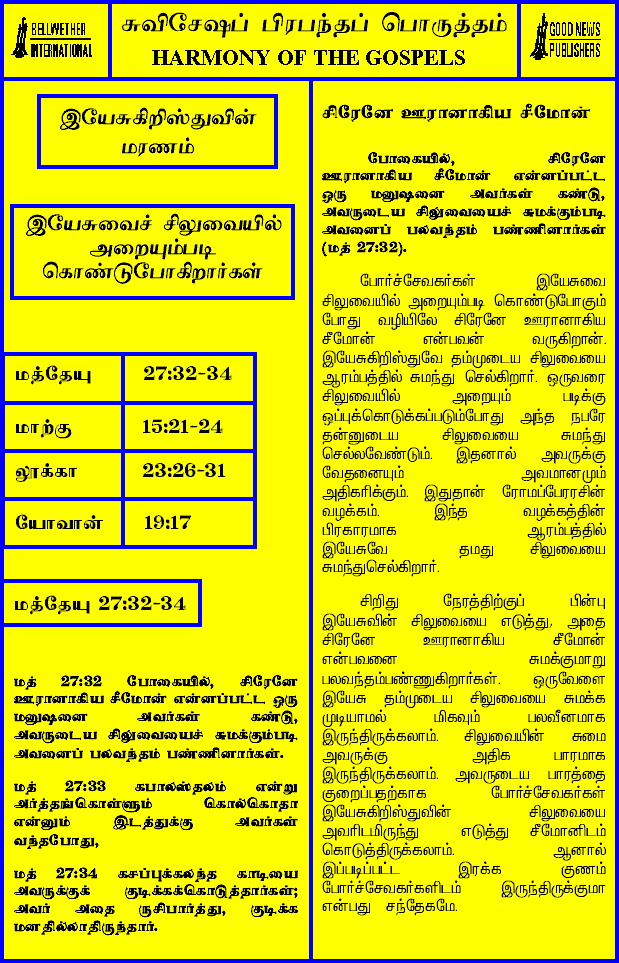 BELLWETHER
INTERNATIONAL
சுவிசேஷப் பிரபந்தப் பொருத்தம்
HARMONY OF THE GOSPELS
GOOD NEWS
PUBLISHERS
இயேசுகிறிஸ்துவின்
மரணம்
இயேசுவைச் சிலுவையில்
அறையும்படி
கொண்டுபோகிறார்கள்
மத்தேயு 27:32-34
மாற்கு 15:21-24
லூக்கா 23:26-31
யோவான் 19:17
மத்தேயு 27:32-34
மத் 27:32 போகையில், சிரேனே
ஊரானாகிய சீமோன் என்னப்பட்ட ஒரு
மனுஷனை அவர்கள் கண்டு,
அவருடைய சிலுவையைச் சுமக்கும்படி
அவனைப் பலவந்தம் பண்ணினார்கள்.
மத் 27:33 கபாலஸ்தலம் என்று
அர்த்தங்கொள்ளும் கொல்கொதா
என்னும் இடத்துக்கு அவர்கள்
வந்தபோது,
மத் 27:34 கசப்புக்கலந்த காடியை
அவருக்குக் குடிக்கக்கொடுத்தார்கள்;
அவர் அதை ருசிபார்த்து, குடிக்க
மனதில்லாதிருந்தார்.
சிரேனே ஊரானாகிய சீமோன்
போகையில், சிரேனே
ஊரானாகிய சீமோன் என்னப்பட்ட
ஒரு மனுஷனை அவர்கள் கண்டு,
அவருடைய சிலுவையைச் சுமக்கும்படி
அவனைப் பலவந்தம் பண்ணினார்கள்
(மத் 27:32).
போர்ச்சேவகர்கள் இயேசுவை
சிலுவையில் அறையும்படி கொண்டுபோகும்
போது வழியிலே சிரேனே ஊரானாகிய
சீமோன் என்பவன் வருகிறான்.
இயேசுகிறிஸ்துவே தம்முடைய சிலுவையை
ஆரம்பத்தில் சுமந்து செல்கிறார். ஒருவரை
சிலுவையில் அறையும் படிக்கு
ஒப்புக்கொடுக்கப்படும்போது அந்த நபரே
தன்னுடைய சிலுவையை சுமந்து
செல்லவேண்டும். இதனால் அவருக்கு
வேதனையும் அவமானமும்
அதிகரிக்கும். இதுதான் ரோமப்பேரரசின்
வழக்கம். இந்த வழக்கத்தின்
பிரகாரமாக ஆரம்பத்தில்
இயேசுவே தமது சிலுவையை
சுமந்துசெல்கிறார்.
சிறிது நேரத்திற்குப் பின்பு
இயேசுவின் சிலுவையை எடுத்து, அதை
சிரேனே ஊரானாகிய சீமோன்
என்பவனை சுமக்குமாறு
பலவந்தம்பண்ணுகிறார்கள். ஒருவேளை
இயேசு தம்முடைய சிலுவையை சுமக்க
முடியாமல் மிகவும் பலவீனமாக
இருந்திருக்கலாம். சிலுவையின் சுமை
அவருக்கு அதிக பாரமாக
இருந்திருக்கலாம். அவருடைய பாரத்தை
குறைப்பதற்காக போர்ச்சேவகர்கள்
இயேசுகிறிஸ்துவின் சிலுவையை
அவரிடமிருந்து எடுத்து சீமோனிடம்
கொடுத்திருக்கலாம். ஆனால்
இப்படிப்பட்ட இரக்க குணம்
போர்ச்சேவகர்களிடம் இருந்திருக்குமா
என்பது சந்தேகமே.